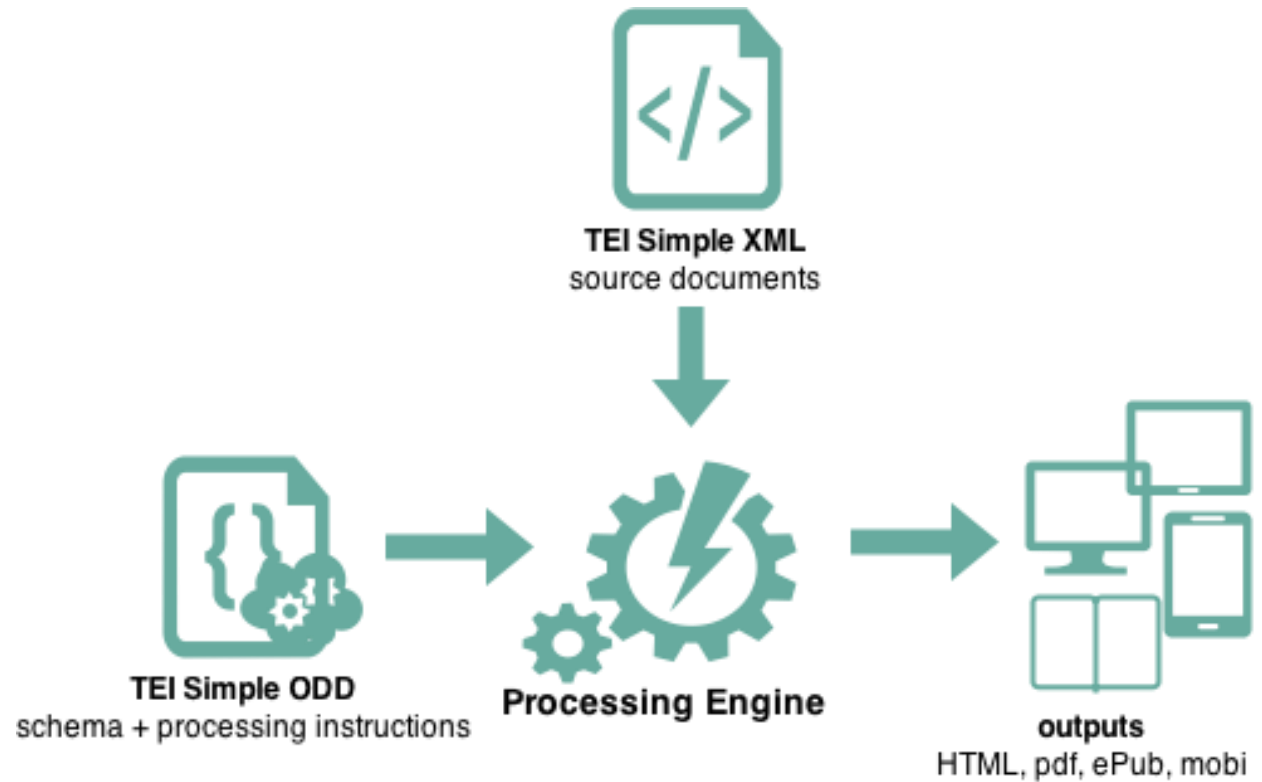 </>
TEI Simple XML
source documents
{ }
TEI Simple ODD
schema + processing instructions
Processing Engine
outputs
HTML, pdf, ePub, mobi